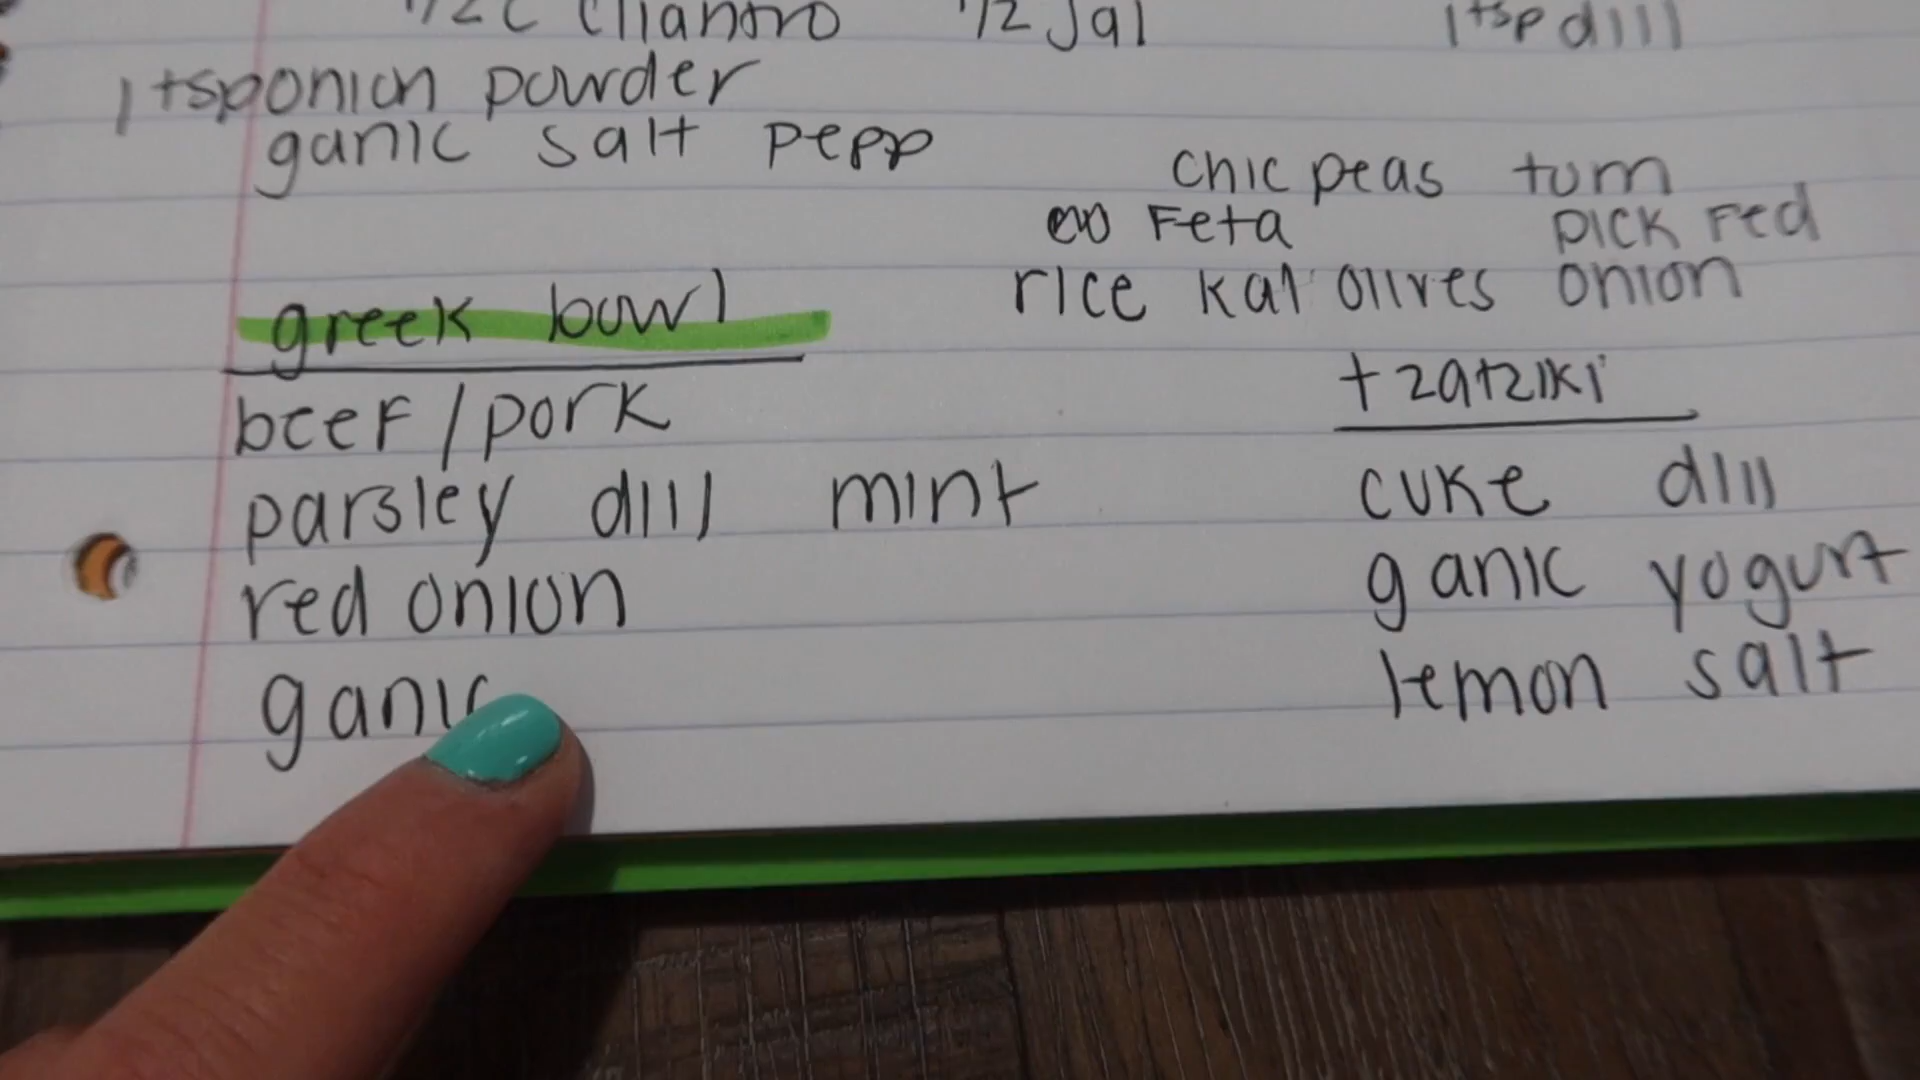 1/2 c cilantro 1/2 jal 1 tsp dill
1 tsp onion powder
garlic salt pepp
chic peas tom
Feta pick red
rice kal olives onion
greek bowl
beef/pork
parsley dill mint
red onion
garlic
tzatziki
cuke dill
garlic yogurt
lemon salt